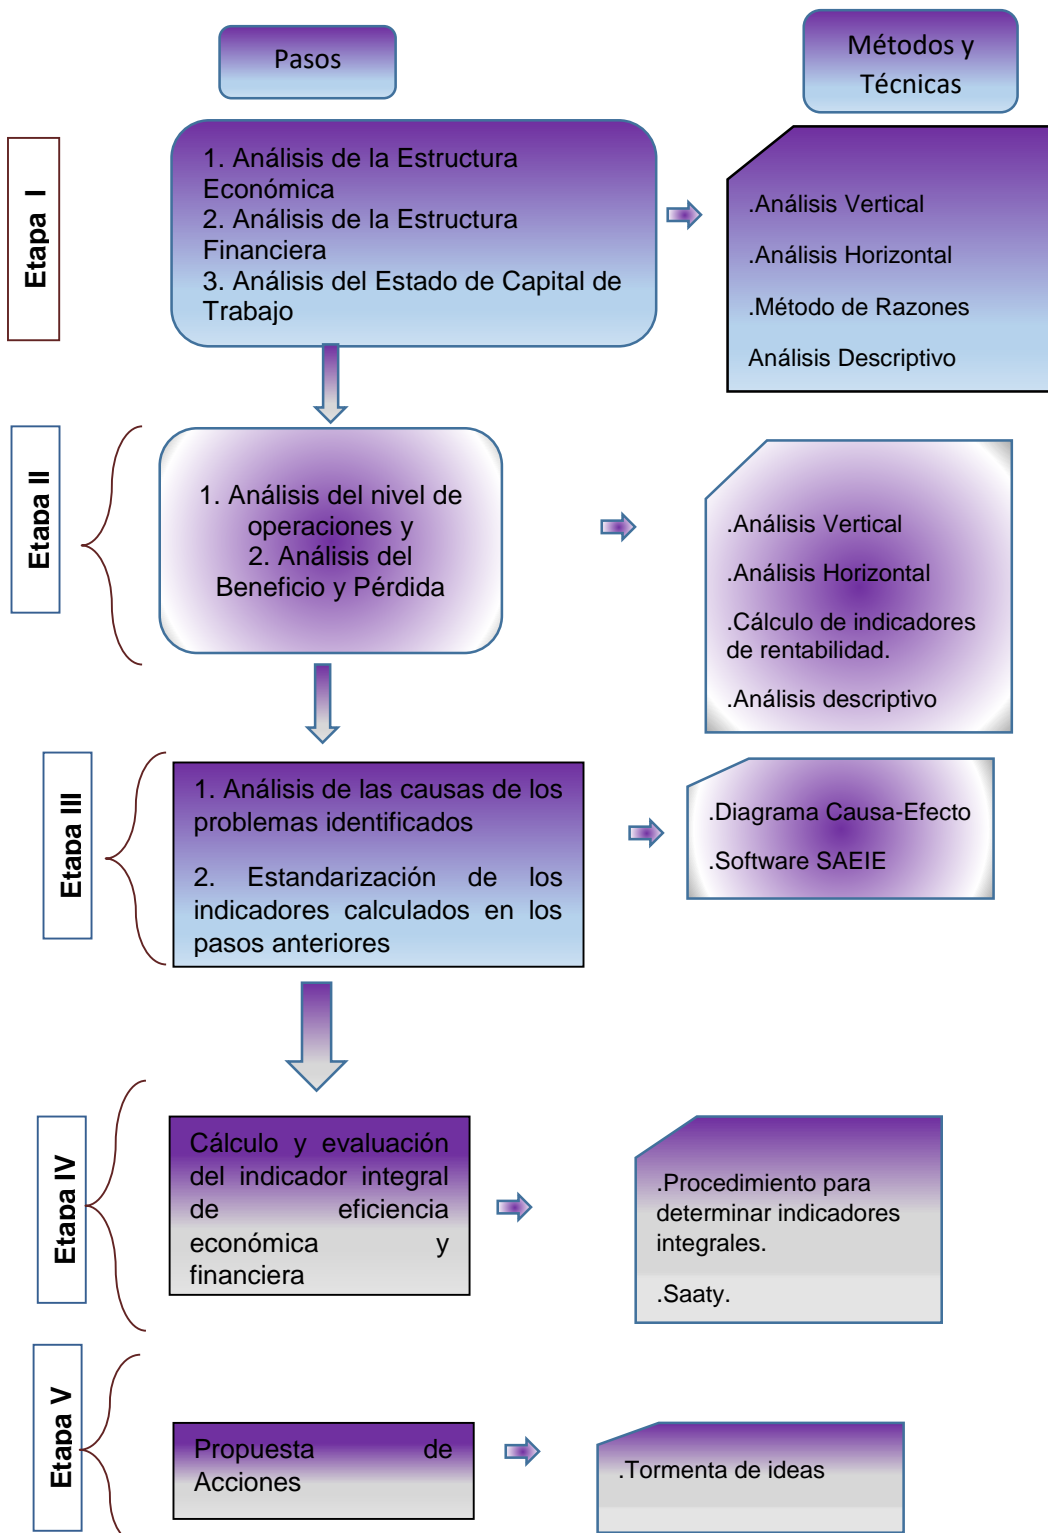 Pasos
Métodos y
Técnicas
Etapa I
1. Análisis de la Estructura
Económica
2. Análisis de la Estructura
Financiera
3. Análisis del Estado de Capital de
Trabajo
.Análisis Vertical
.Análisis Horizontal
.Método de Razones
Análisis Descriptivo
Etapa II
1. Análisis del nivel de
operaciones y
2. Análisis del
Beneficio y Pérdida
.Análisis Vertical
.Análisis Horizontal
.Cálculo de indicadores
de rentabilidad.
.Análisis descriptivo
Etapa III
1. Análisis de las causas de los
problemas identificados
2. Estandarización de los
indicadores calculados en los
pasos anteriores
.Diagrama Causa-Efecto
.Software SAEIE
Etapa IV
Cálculo y evaluación
del indicador integral
de eficiencia
económica y
financiera
.Procedimiento para
determinar indicadores
integrales.
.Saaty.
Etapa V
Propuesta de
Acciones
.Tormenta de ideas